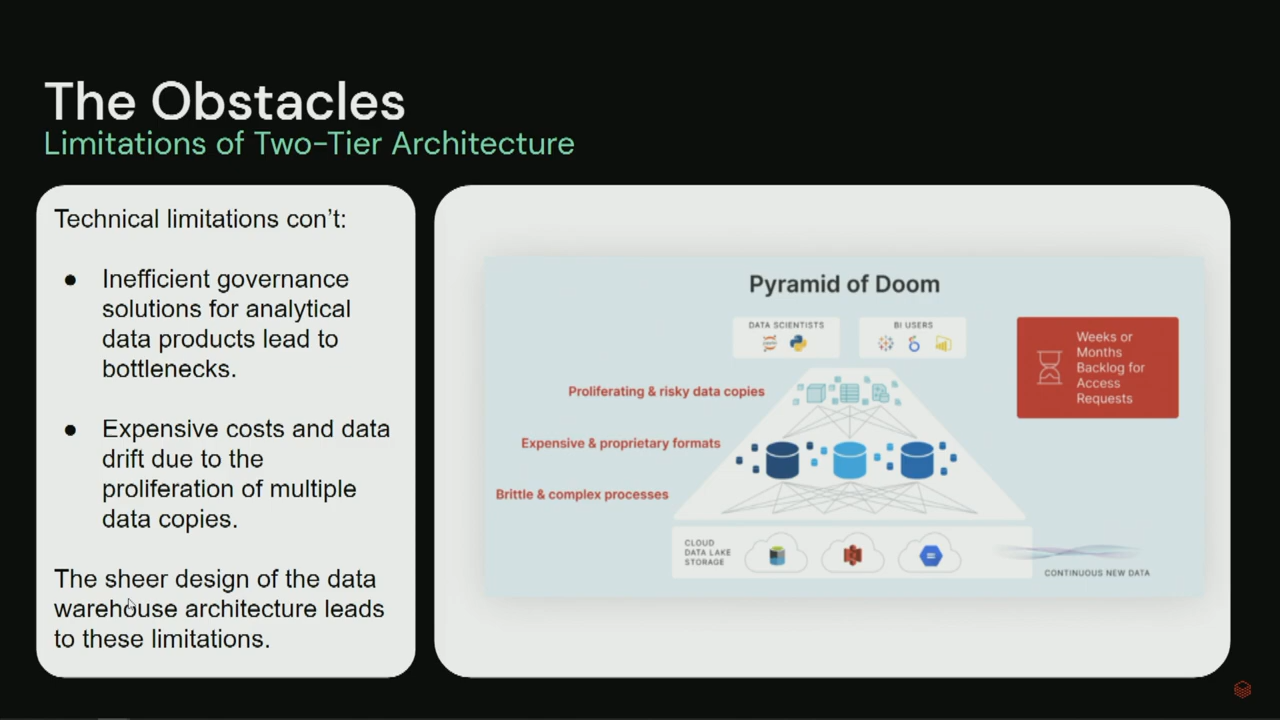 The Obstacles
Limitations of Two-Tier Architecture
Technical limitations con’t:
● Inefficient governance
solutions for analytical
data products lead to
bottlenecks.
● Expensive costs and data
drift due to the
proliferation of multiple
data copies.
The sheer design of the data
warehouse architecture leads
to these limitations.
Pyramid of Doom
DATA SCIENTISTS
BI USERS
Weeks or
Months
Backlog for
Access
Requests
Proliferating & risky data copies
Expensive & proprietary formats
Brittle & complex processes
CLOUD
DATA LAKE
STORAGE
CONTINUOUS NEW DATA